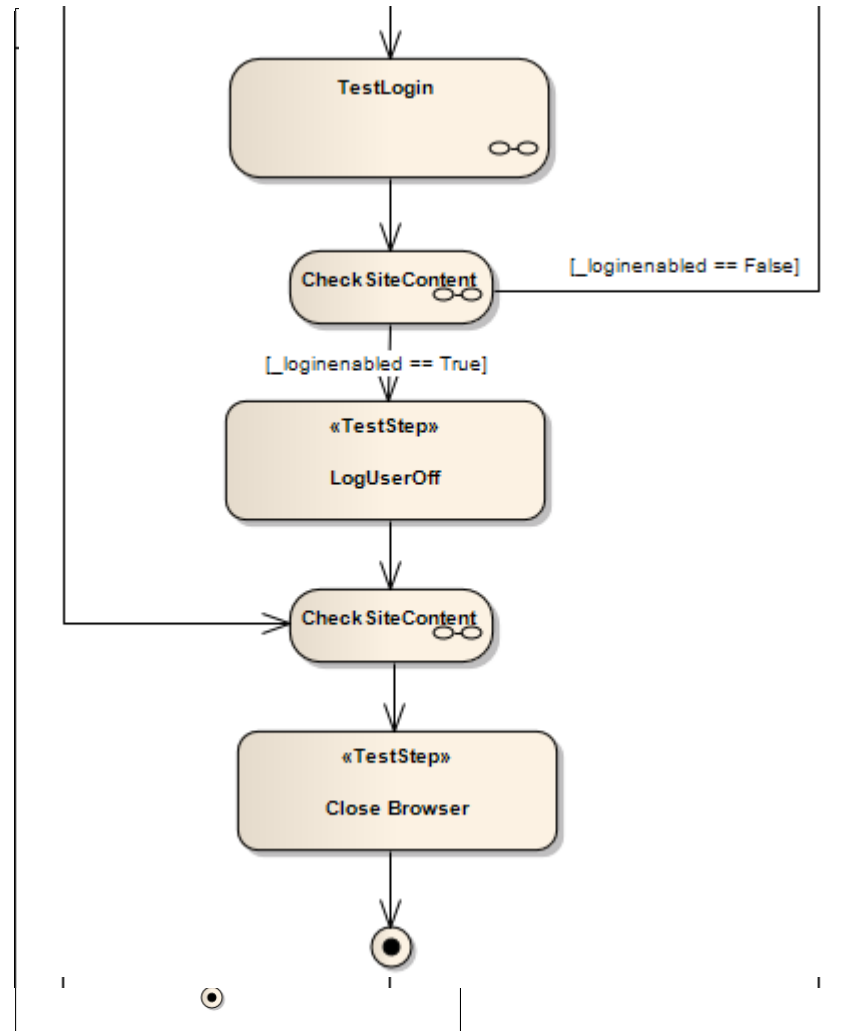 TestLogin
CheckSiteContent
[_loginenabled == False]
[_loginenabled == True]
«TestStep»
LogUserOff
CheckSiteContent
«TestStep»
Close Browser